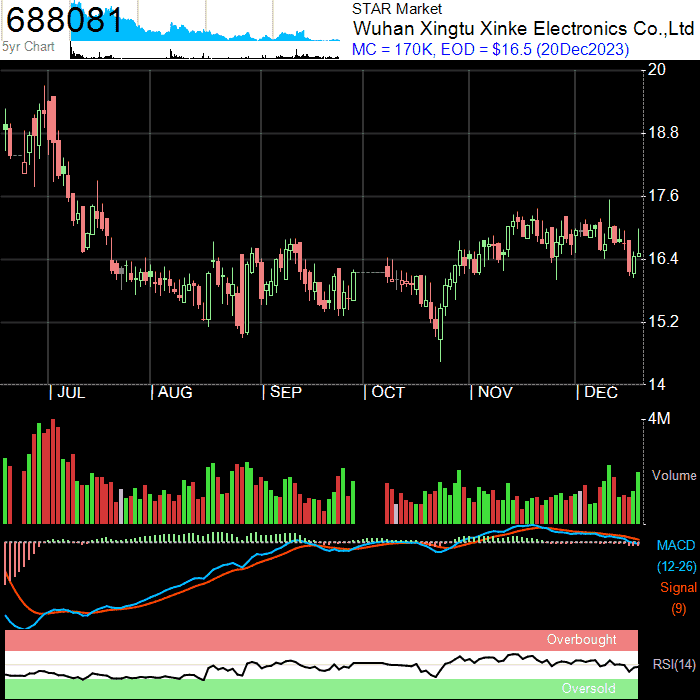 688081
5yr Chart
STAR Market
Wuhan Xingtu Xinke Electronics Co.,Ltd
MC = 170K, EOD = $16.5 (20Dec2023)
20
18.8
17.6
16.4
15.2
14
| JUL | AUG | SEP | OCT | NOV | DEC
4M
Volume
MACD
(12-26)
Signal
(9)
Overbought
RSI(14)
Oversold